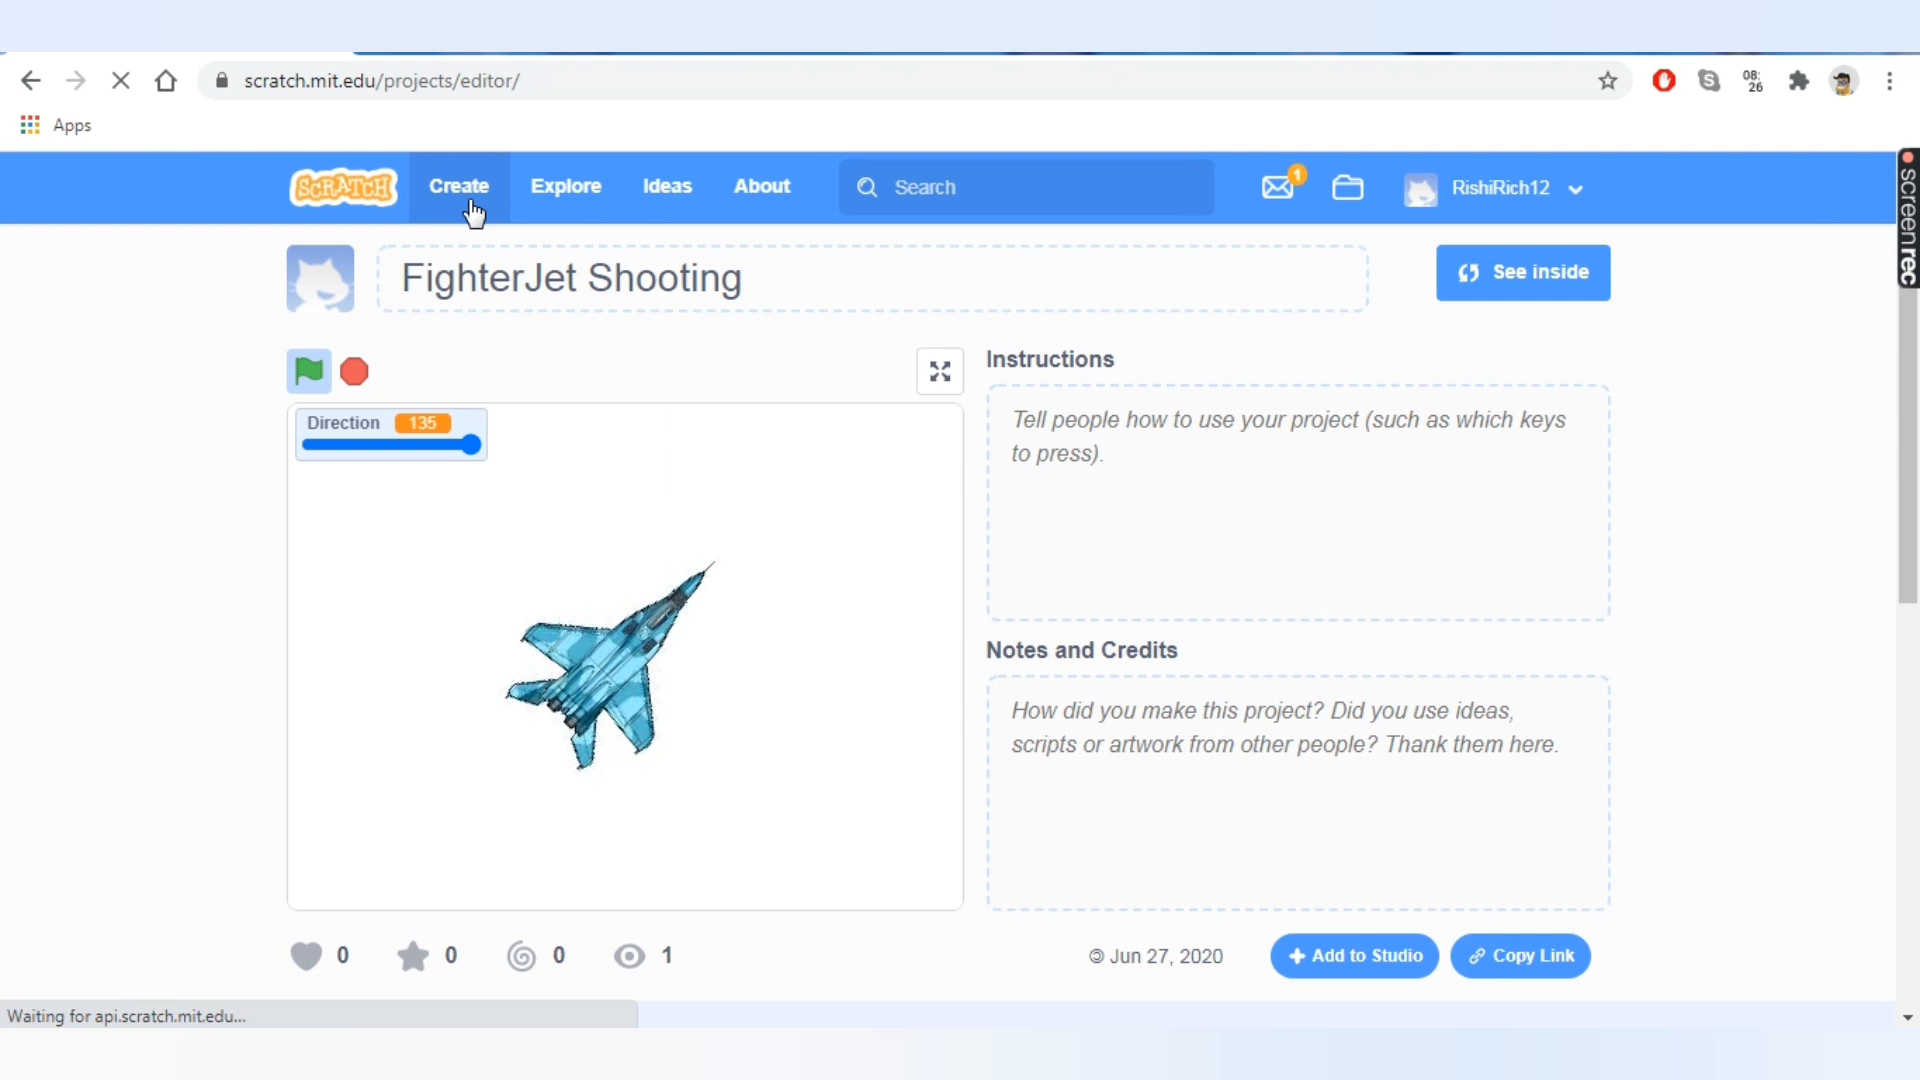 scratch.mit.edu/projects/editor/
08:
26
Apps
SCRATCH
Create
Explore
Ideas
About
Search
1
RishiRich12
screenrec
FighterJet Shooting
See inside
Direction 135
Instructions
Tell people how to use your project (such as which keys
to press).
Notes and Credits
How did you make this project? Did you use ideas,
scripts or artwork from other people? Thank them here.
0
0
0
1
© Jun 27, 2020
Add to Studio
Copy Link
Waiting for api.scratch.mit.edu...